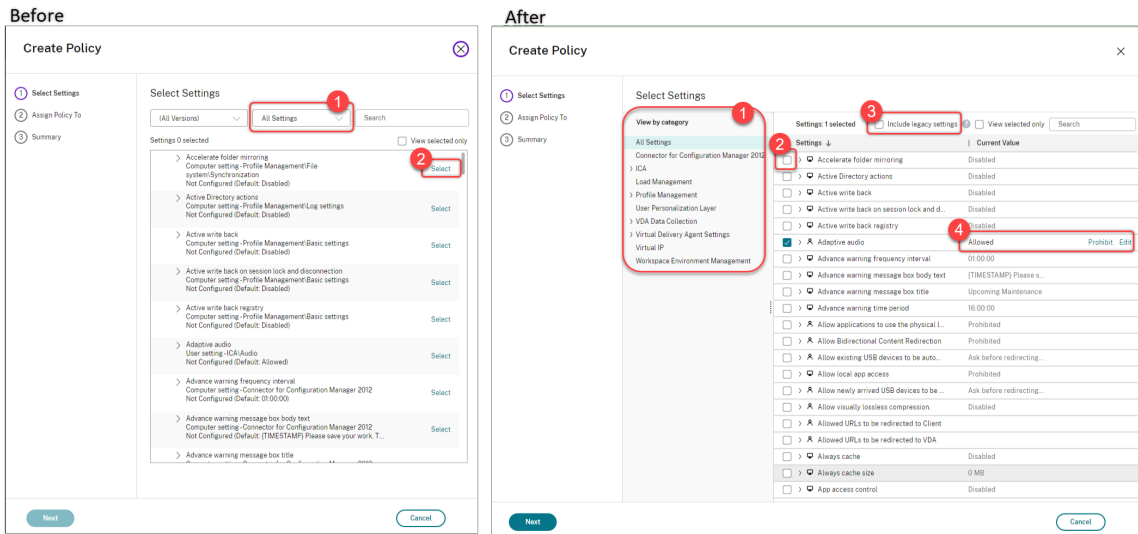 Before
Create Policy
1 Select Settings
2 Assign Policy To
3 Summary
Select Settings
1
(All Versions) All Settings Search
Settings 0 selected View selected only
2
Accelerate folder mirroring
Computer setting - Profile Management\File
system\Synchronization
Not Configured (Default: Disabled)
Select
Active Directory actions
Computer setting - Profile Management\Log settings
Not Configured (Default: Disabled)
Select
Active write back
Computer setting - Profile Management\Basic settings
Not Configured (Default: Disabled)
Select
Active write back on session lock and disconnection
Computer setting - Profile Management\Basic settings
Not Configured (Default: Disabled)
Select
Active write back registry
Computer setting - Profile Management\Basic settings
Not Configured (Default: Disabled)
Select
Adaptive audio
User setting - ICA\Audio
Not Configured (Default: Allowed)
Select
Advance warning frequency interval
Computer setting - Connector for Configuration Manager 2012
Not Configured (Default: 01:00:00)
Select
Advance warning message box body text
Computer setting - Connector for Configuration Manager 2012
Not Configured (Default: {TIMESTAMP} Please save your work. T...
Select
Advance warning message box title
Next Cancel
After
Create Policy
1 Select Settings
2 Assign Policy To
3 Summary
Select Settings
1
View by category
All Settings
Connector for Configuration Manager 2012
ICA
Load Management
Profile Management
User Personalization Layer
VDA Data Collection
Virtual Delivery Agent Settings
Virtual IP
Workspace Environment Management
3
Settings: 1 selected Include legacy settings View selected only Search
2
Settings ↓ Current Value
Accelerate folder mirroring Disabled
Active Directory actions Disabled
Active write back Disabled
Active write back on session lock and d... Disabled
Active write back registry Disabled
4
Adaptive audio Allowed Prohibit Edit
Advance warning frequency interval 01:00:00
Advance warning message box body text {TIMESTAMP} Please s...
Advance warning message box title Upcoming Maintenance
Advance warning time period 16:00:00
Allow applications to use the physical l... Prohibited
Allow Bidirectional Content Redirection Prohibited
Allow existing USB devices to be auto... Ask before redirecting...
Allow local app access Prohibited
Allow newly arrived USB devices to be ... Ask before redirecting...
Allow visually lossless compression. Disabled
Allowed URLs to be redirected to Client
Allowed URLs to be redirected to VDA
Always cache Disabled
Always cache size 0 MB
App access control Disabled
Next Cancel